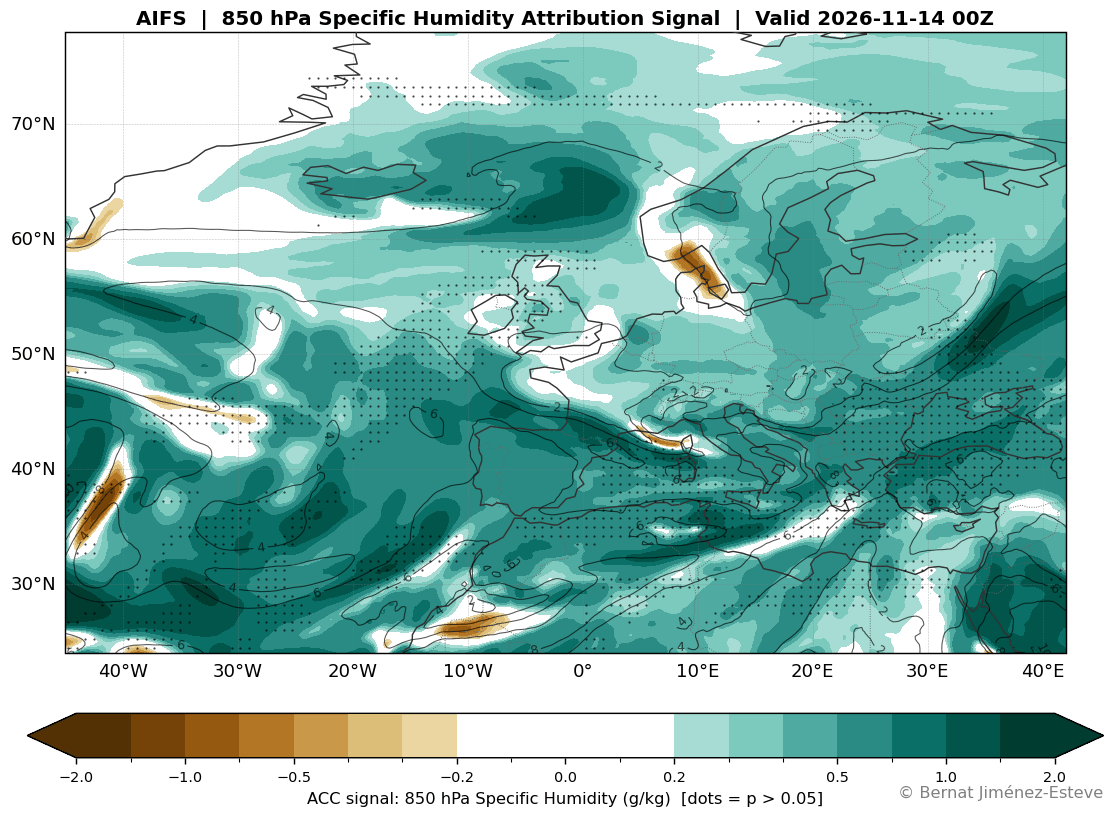 AIFS | 850 hPa Specific Humidity Attribution Signal | Valid 2026-11-14 00Z
70°N
60°N
50°N
40°N
30°N
40°W
30°W
20°W
10°W
0°
10°E
20°E
30°E
40°E
−2.0
−1.0
−0.5
−0.2
0.0
0.2
0.5
1.0
2.0
ACC signal: 850 hPa Specific Humidity (g/kg) [dots = p > 0.05]
© Bernat Jiménez-Esteve